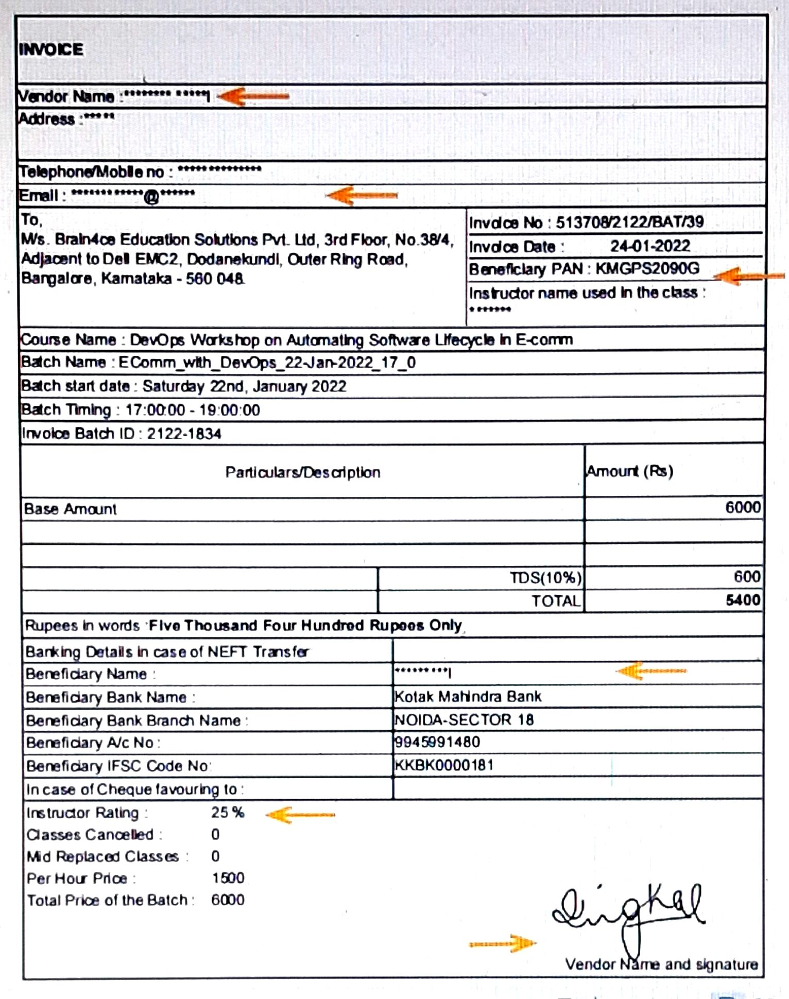 INVOICE
Vendor Name :******** *****
Address :*****
Telephone/Mobile no : **************
Email : ************@******
To,
M/s. Brain4ce Education Solutions Pvt. Ltd, 3rd Floor, No.38/4,
Adjacent to Dell EMC2, Dodanekundi, Outer Ring Road,
Bangalore, Karnataka - 560 048
Invoice No : 513708/2122/BAT/39
Invoice Date : 24-01-2022
Beneficiary PAN : KMGPS2090G
Instructor name used in the class :
*******
Course Name : DevOps Workshop on Automating Software Lifecycle in E-comm
Batch Name : EComm_with_DevOps_22-Jan-2022_17_0
Batch start date : Saturday 22nd, January 2022
Batch Timing : 17:00:00 - 19:00:00
Invoice Batch ID : 2122-1834
Particulars/Description Amount (Rs)
Base Amount 6000
TDS(10%) 600
TOTAL 5400
Rupees in words :Five Thousand Four Hundred Rupees Only
Banking Details in case of NEFT Transfer
Beneficiary Name : *********
Beneficiary Bank Name : Kotak Mahindra Bank
Beneficiary Bank Branch Name : NOIDA-SECTOR 18
Beneficiary A/c No : 9945991480
Beneficiary IFSC Code No: KKBK0000181
In case of Cheque favouring to :
Instructor Rating : 25 %
Classes Cancelled : 0
Mid Replaced Classes : 0
Per Hour Price : 1500
Total Price of the Batch : 6000
Vendor Name and signature